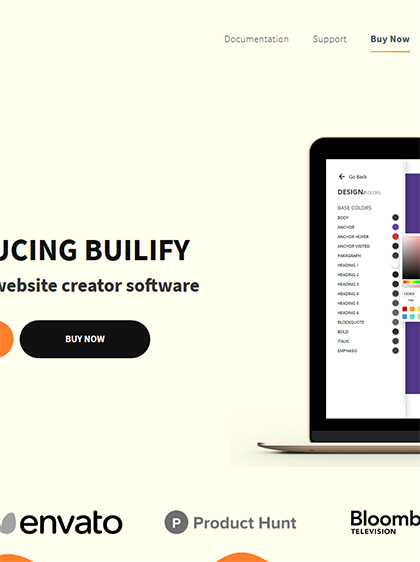 Documentation Support Buy Now
Go Back
DESIGN/COLORS
BASE COLORS
BODY
ANCHOR
ANCHOR HOVER
ANCHOR VISITED
PARAGRAPH
HEADING 1
HEADING 2
HEADING 3
HEADING 4
HEADING 5
HEADING 6
BLOCKQUOTE
BOLD
ITALIC
EMPHASIS
UCING BUILIFY
website creator software
BUY NOW
envato
P Product Hunt
Bloomb
TELEVISION